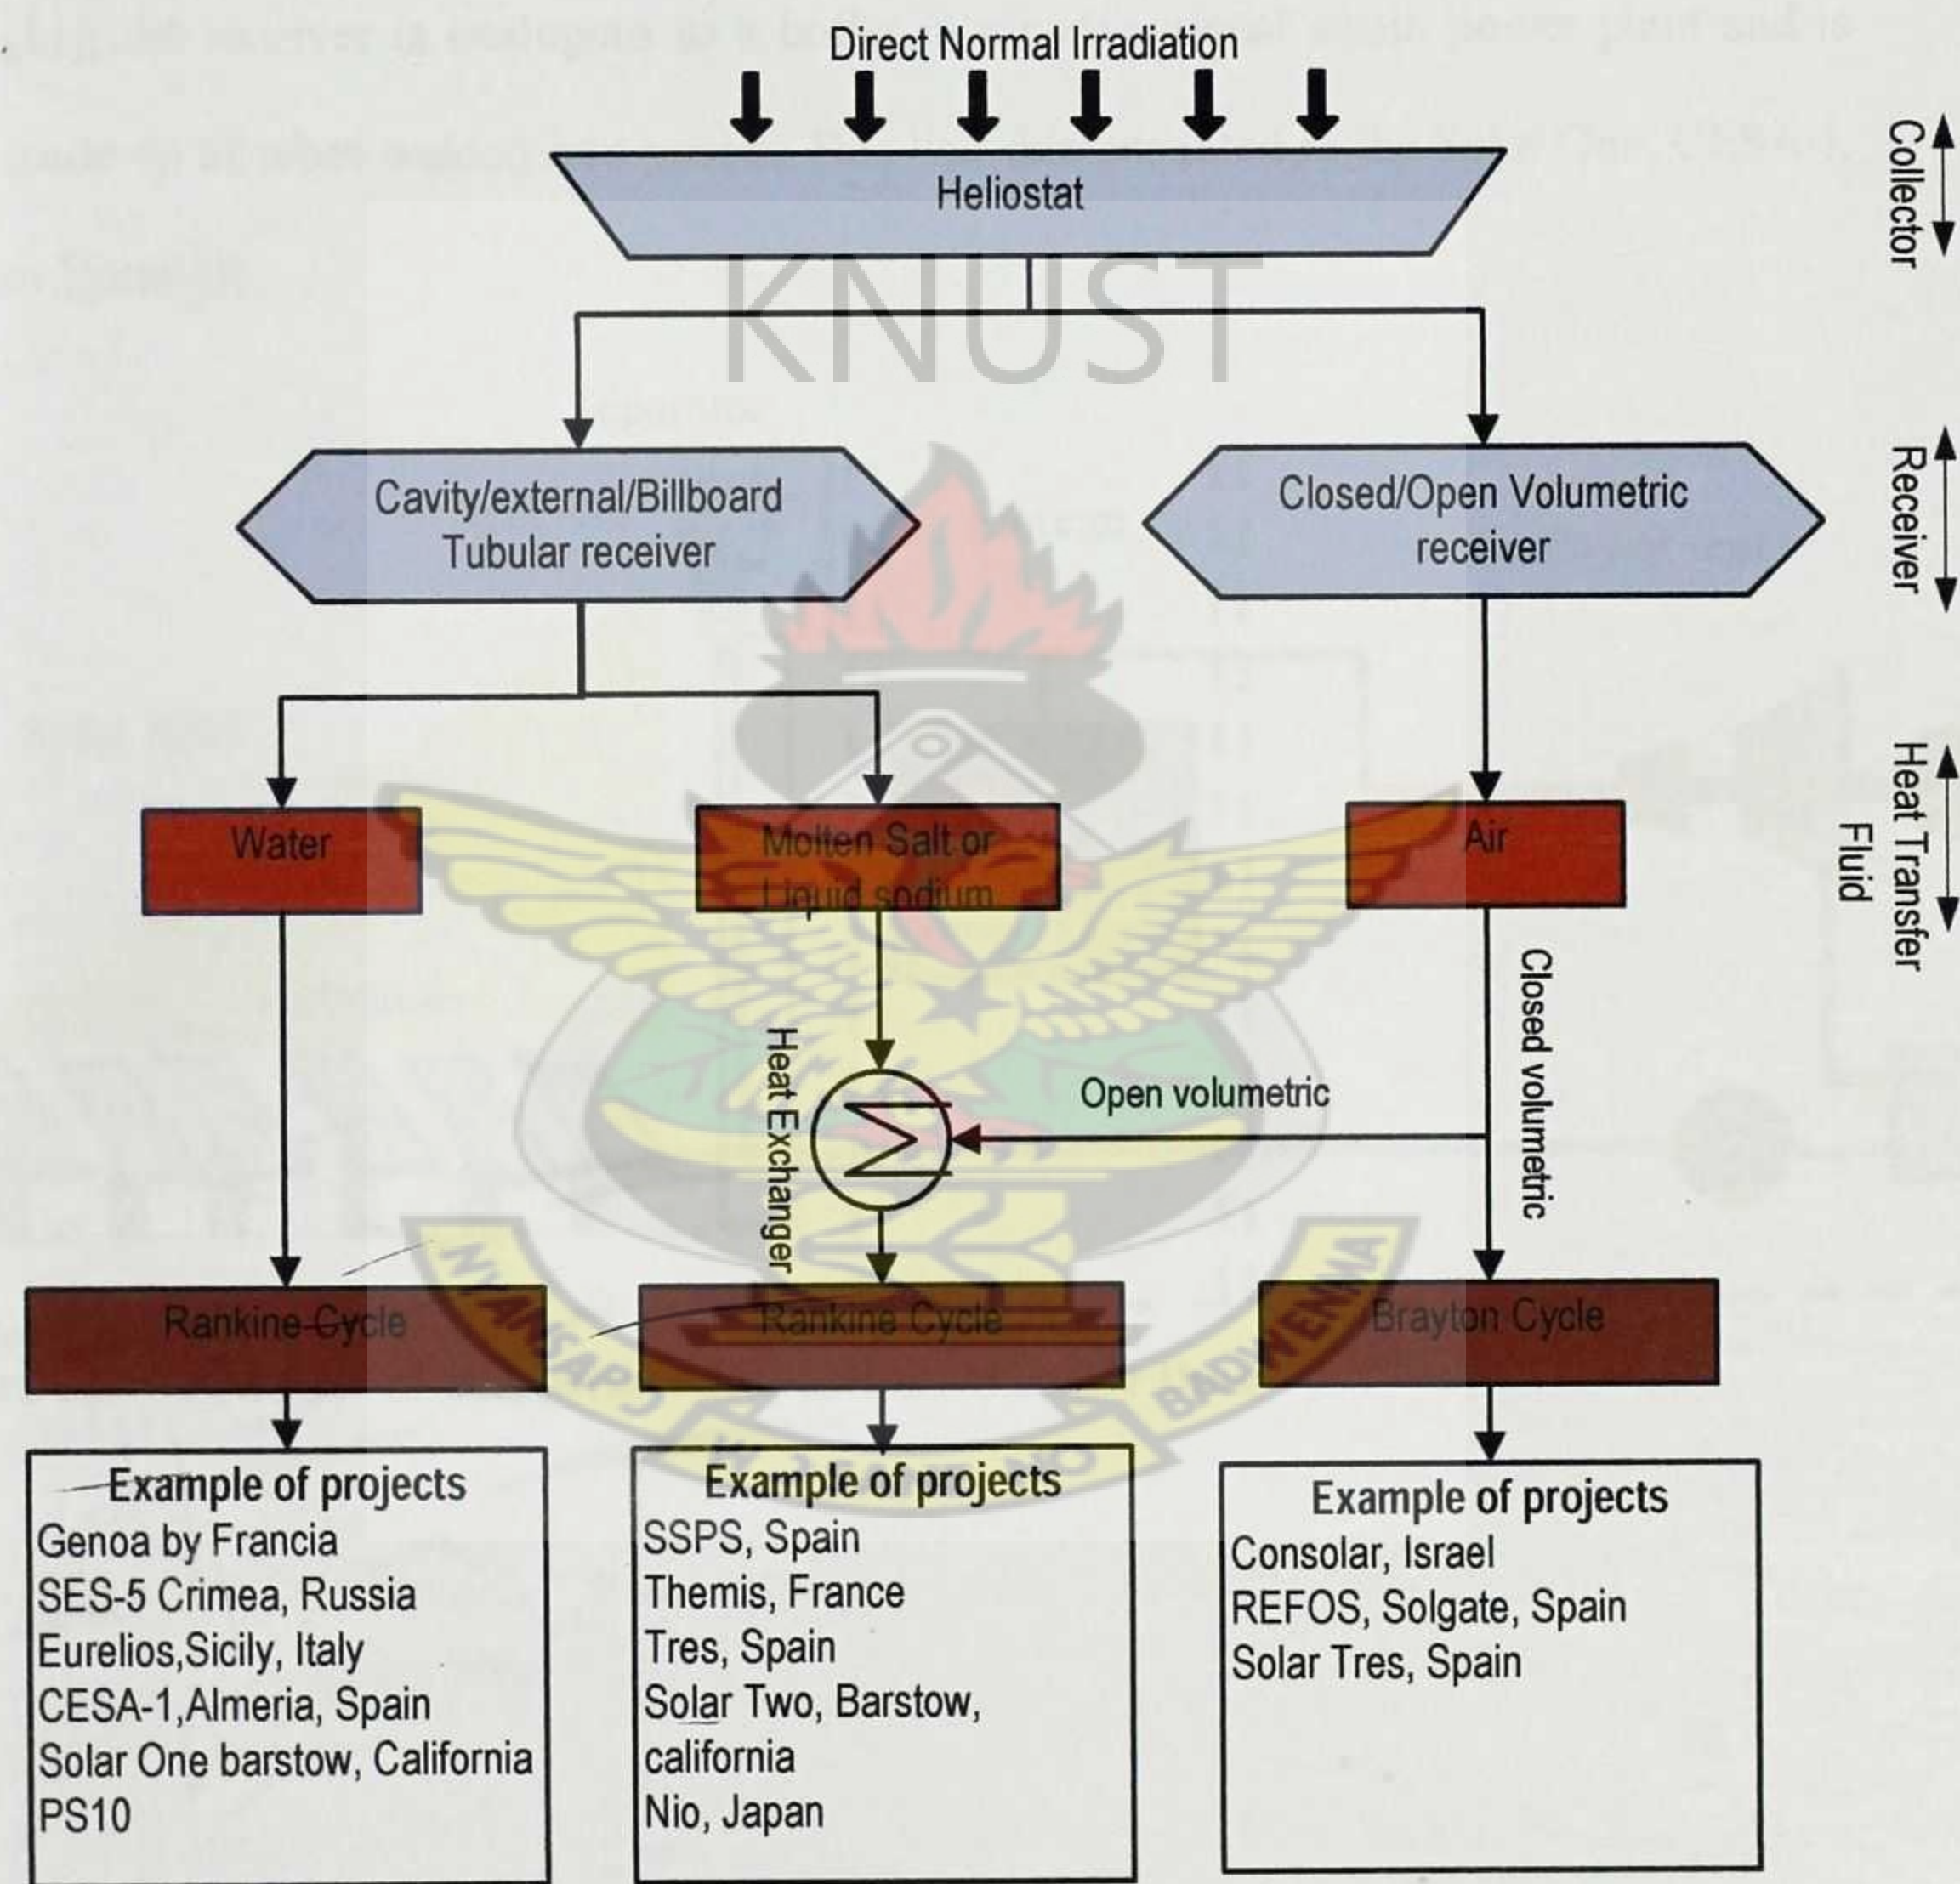 Direct Normal Irradiation
Heliostat
Collector
KNUST
Cavity/external/Billboard
Tubular receiver
Closed/Open Volumetric
receiver
Receiver
Water
Molten Salt or
Liquid sodium
Air
Heat Transfer
Fluid
Heat Exchanger
Open volumetric
Closed volumetric
Rankine Cycle
Rankine Cycle
Brayton Cycle
NYANSAPƆ
BADWENMA
NO
Example of projects
Genoa by Francia
SES-5 Crimea, Russia
Eurelios,Sicily, Italy
CESA-1,Almeria, Spain
Solar One barstow, California
PS10
Example of projects
SSPS, Spain
Themis, France
Tres, Spain
Solar Two, Barstow,
california
Nio, Japan
Example of projects
Consolar, Israel
REFOS, Solgate, Spain
Solar Tres, Spain